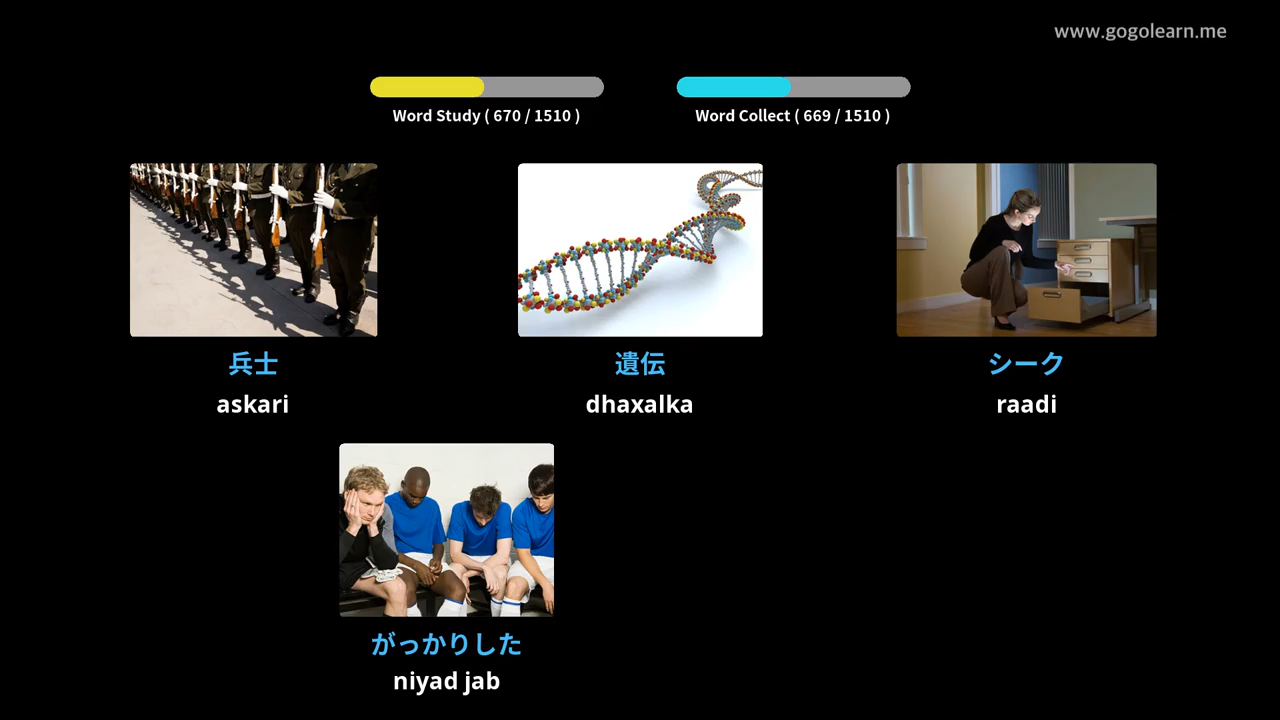 www.gogolearn.me
Word Study ( 670 / 1510 )
Word Collect ( 669 / 1510 )
兵士
askari
遺伝
dhaxalka
シーク
raadi
がっかりした
niyad jab